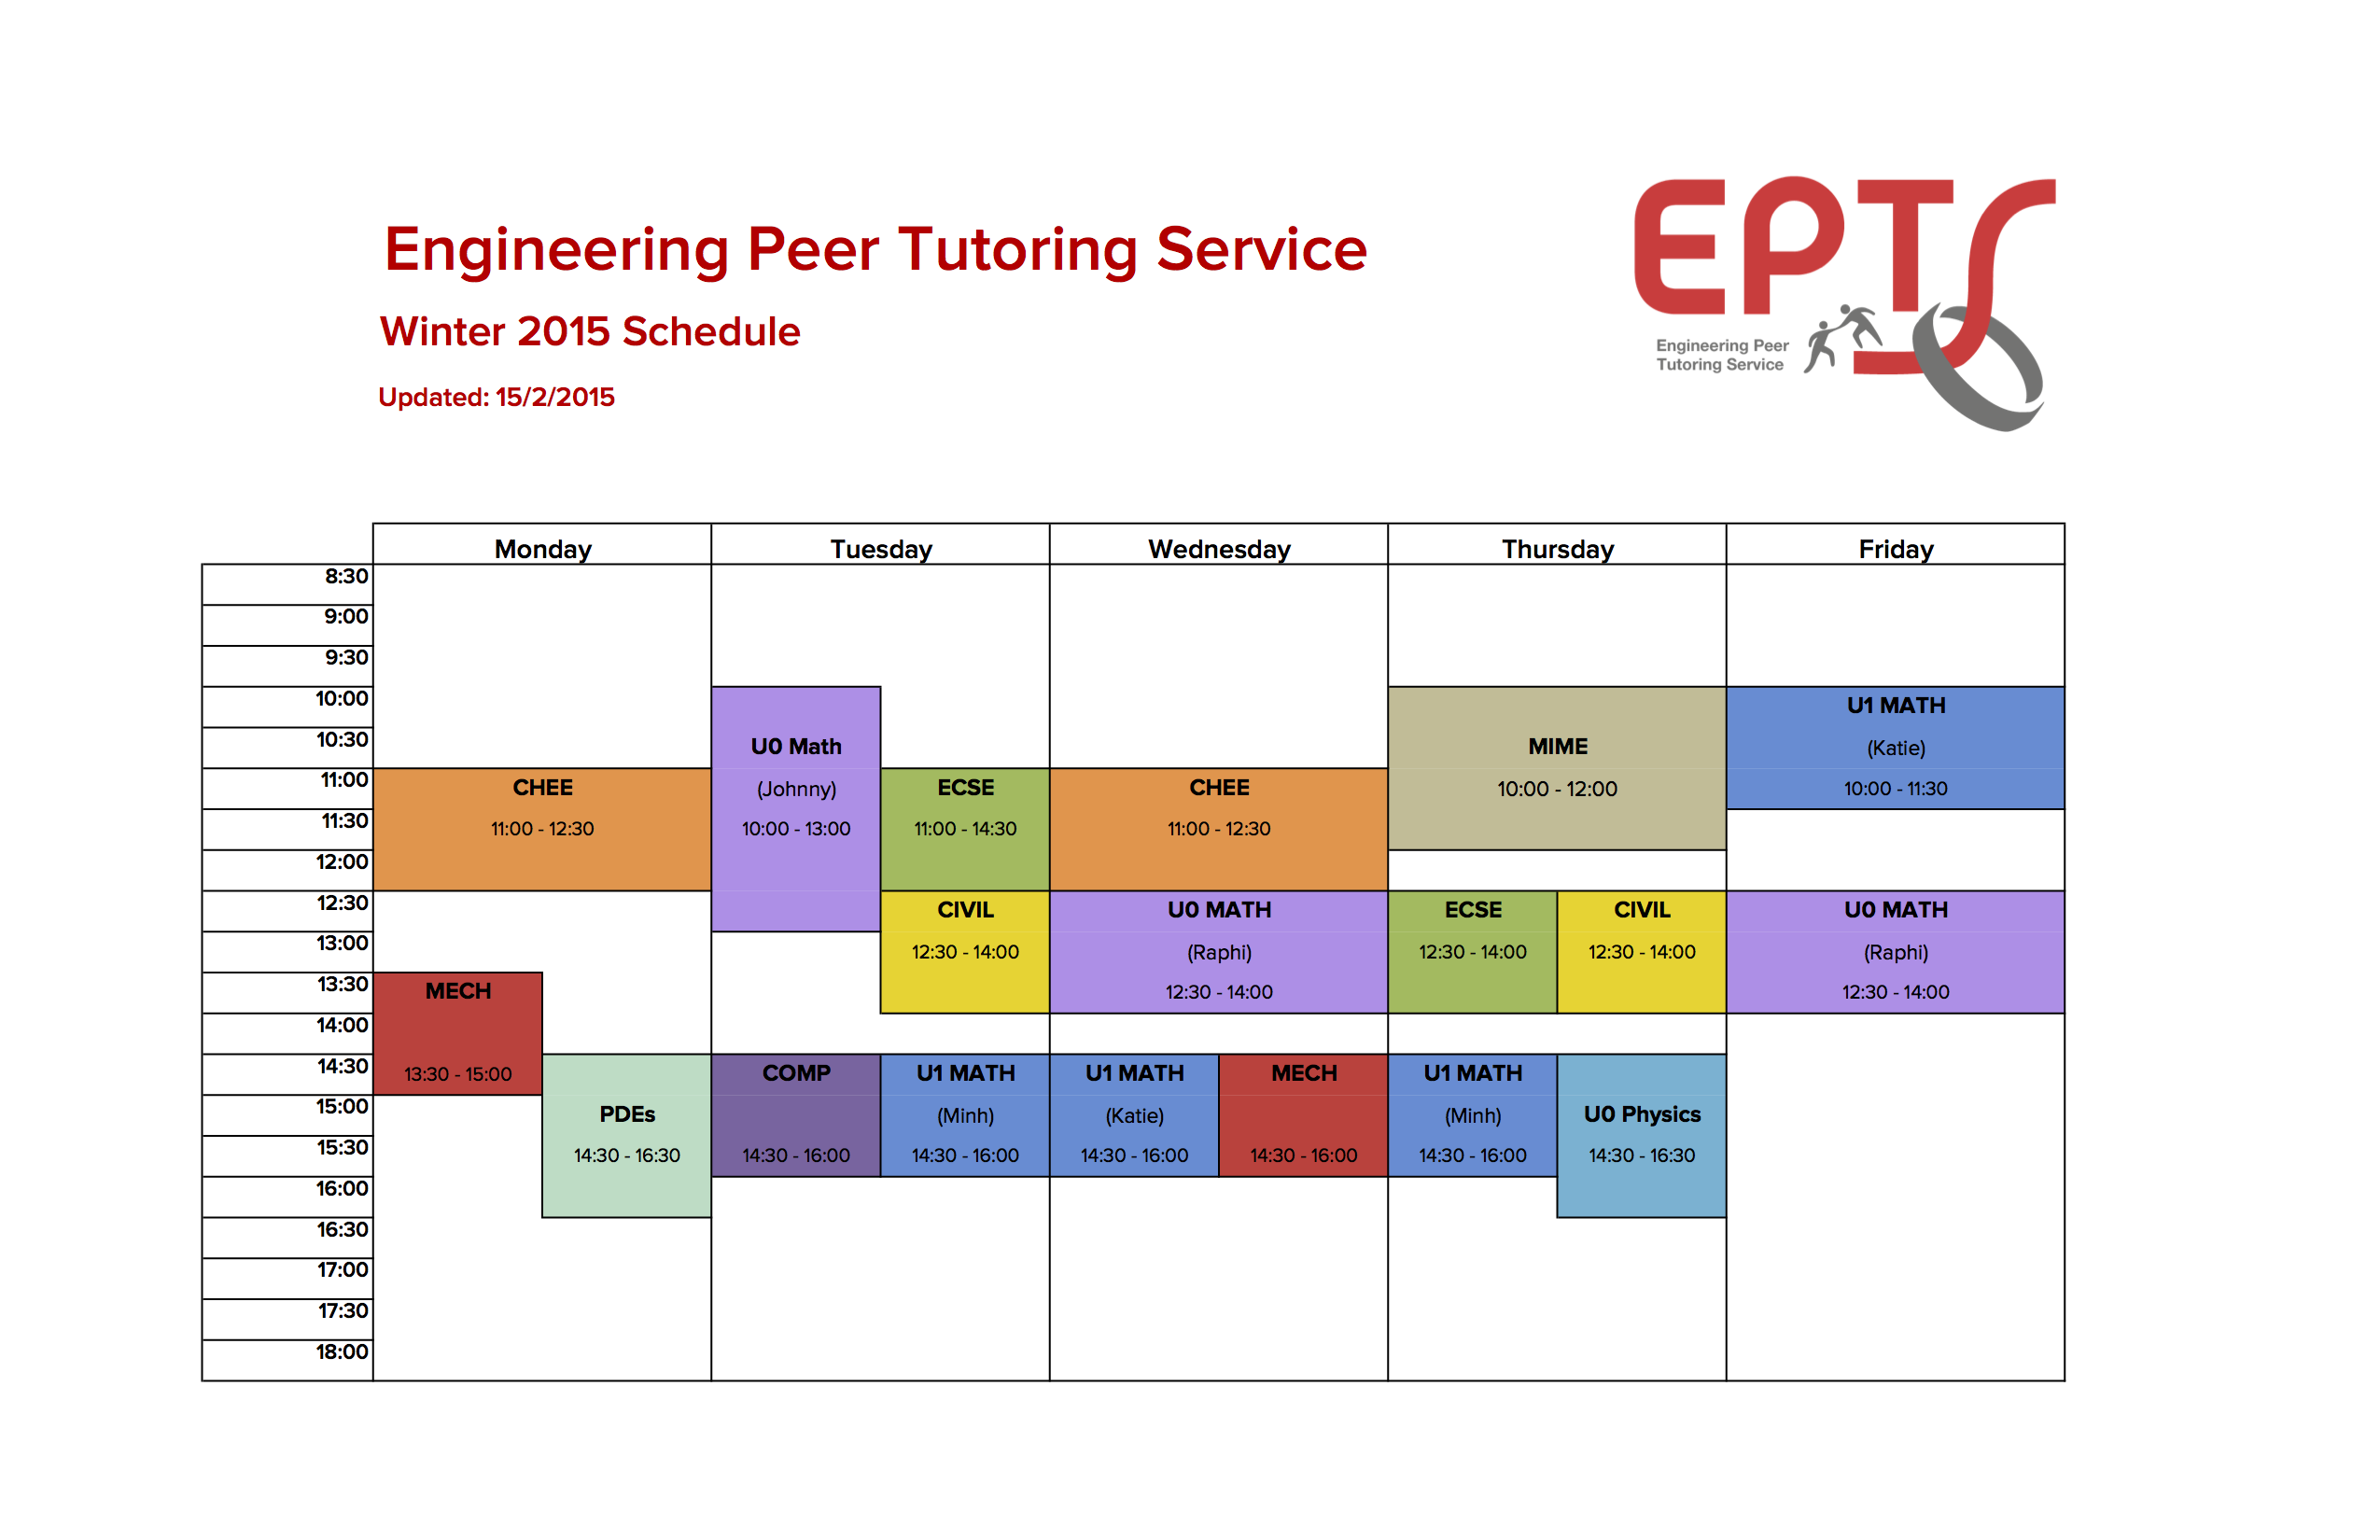 Engineering Peer Tutoring Service
Winter 2015 Schedule
Updated: 15/2/2015
EPTS
Engineering Peer
Tutoring Service
Monday Tuesday Wednesday Thursday Friday
8:30
9:00
9:30
10:00
10:30
11:00
11:30
12:00
12:30
13:00
13:30
14:00
14:30
15:00
15:30
16:00
16:30
17:00
17:30
18:00
CHEE
11:00 - 12:30
MECH
13:30 - 15:00
PDEs
14:30 - 16:30
U0 Math
(Johnny)
10:00 - 13:00
ECSE
11:00 - 14:30
CIVIL
12:30 - 14:00
COMP
14:30 - 16:00
U1 MATH
(Minh)
14:30 - 16:00
CHEE
11:00 - 12:30
U0 MATH
(Raphi)
12:30 - 14:00
U1 MATH
(Katie)
14:30 - 16:00
MECH
14:30 - 16:00
MIME
10:00 - 12:00
ECSE
12:30 - 14:00
CIVIL
12:30 - 14:00
U1 MATH
(Minh)
14:30 - 16:00
U0 Physics
14:30 - 16:30
U1 MATH
(Katie)
10:00 - 11:30
U0 MATH
(Raphi)
12:30 - 14:00